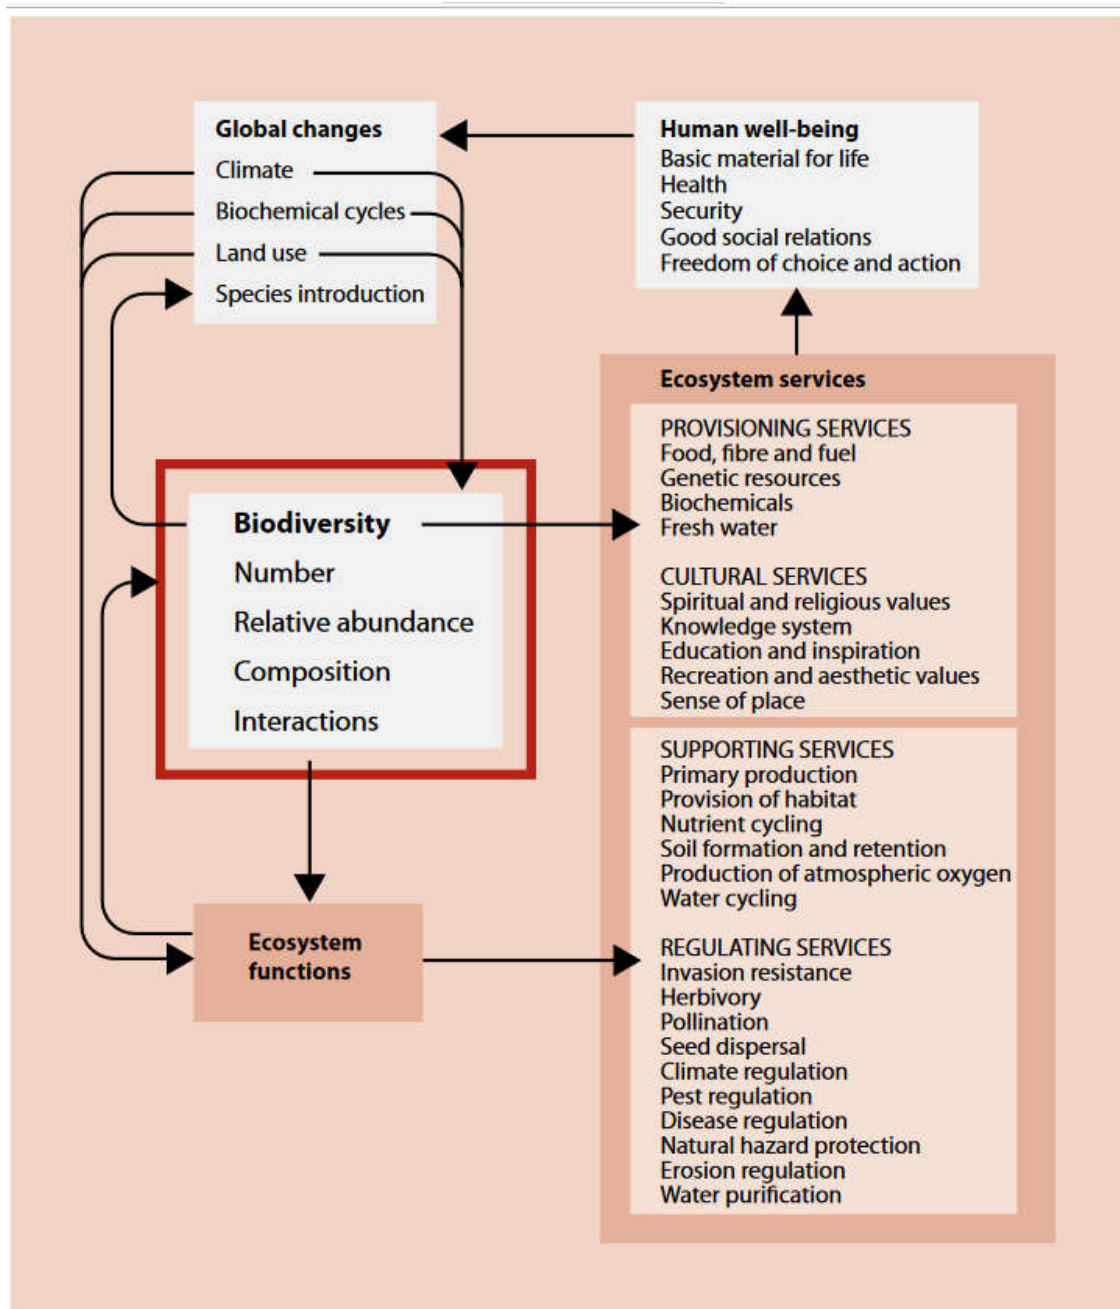 Global changes
Climate
Biochemical cycles
Land use
Species introduction
Human well-being
Basic material for life
Health
Security
Good social relations
Freedom of choice and action
Biodiversity
Number
Relative abundance
Composition
Interactions
Ecosystem
functions
Ecosystem services
PROVISIONING SERVICES
Food, fibre and fuel
Genetic resources
Biochemicals
Fresh water
CULTURAL SERVICES
Spiritual and religious values
Knowledge system
Education and inspiration
Recreation and aesthetic values
Sense of place
SUPPORTING SERVICES
Primary production
Provision of habitat
Nutrient cycling
Soil formation and retention
Production of atmospheric oxygen
Water cycling
REGULATING SERVICES
Invasion resistance
Herbivory
Pollination
Seed dispersal
Climate regulation
Pest regulation
Disease regulation
Natural hazard protection
Erosion regulation
Water purification